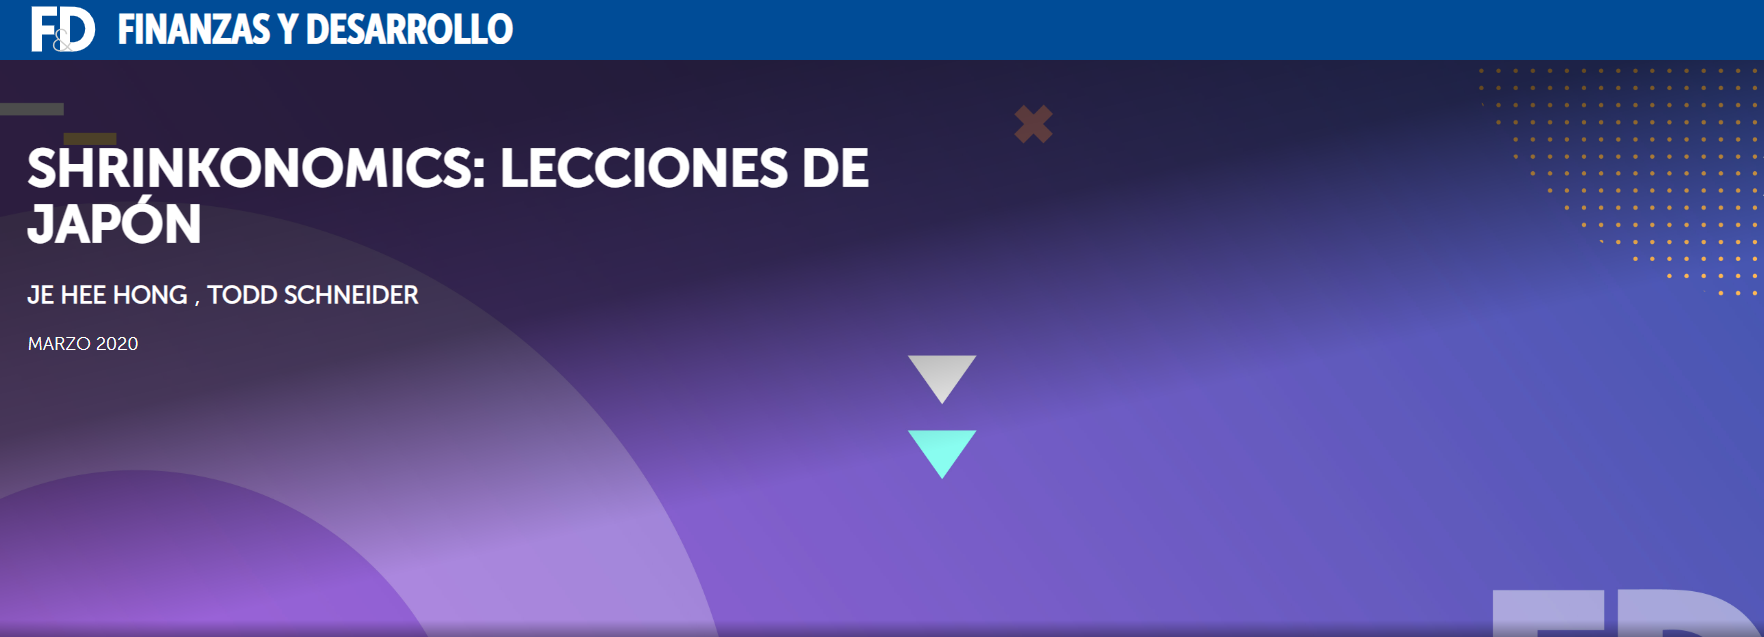 F&D FINANZAS Y DESARROLLO
SHRINKONOMICS: LECCIONES DE
JAPÓN
JE HEE HONG , TODD SCHNEIDER
MARZO 2020
F&D